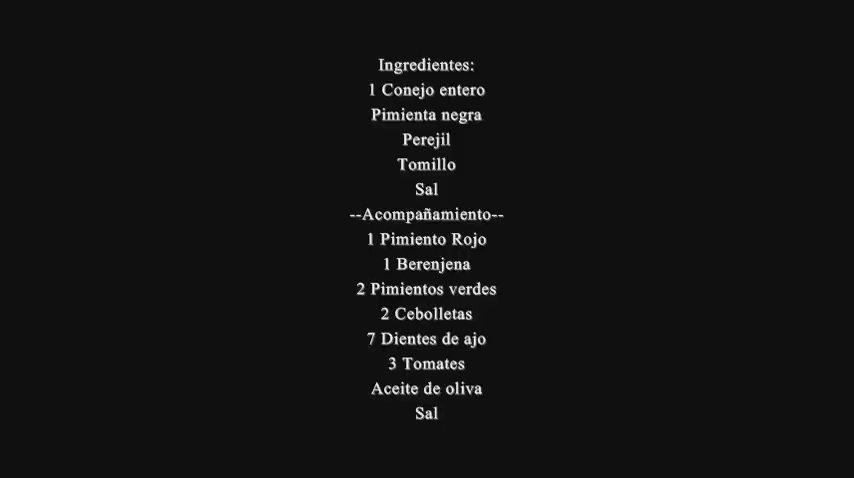 Ingredientes:
1 Conejo entero
Pimienta negra
Perejil
Tomillo
Sal
--Acompañamiento--
1 Pimiento Rojo
1 Berenjena
2 Pimientos verdes
2 Cebolletas
7 Dientes de ajo
3 Tomates
Aceite de oliva
Sal